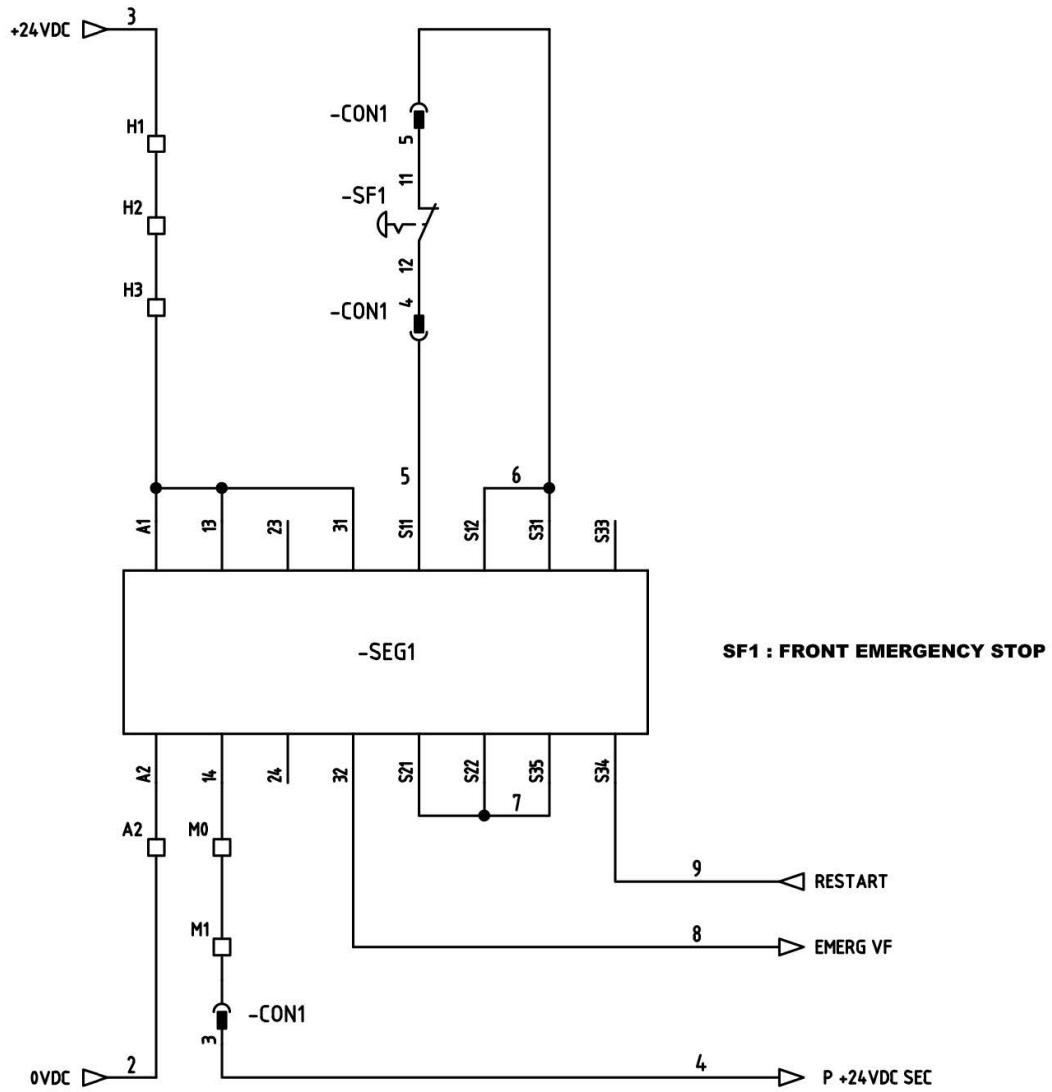 3
+24VDC
-CON1
H1
5
11
-SF1
H2
12
4
H3
-CON1
5
6
A1
13
23
31
S11
S12
S31
S33
-SEG1
SF1 : FRONT EMERGENCY STOP
A2
14
24
32
S21
S22
S35
S34
7
A2
M0
9
RESTART
M1
8
EMERG VF
-CON1
3
2
0VDC
4
P +24VDC SEC